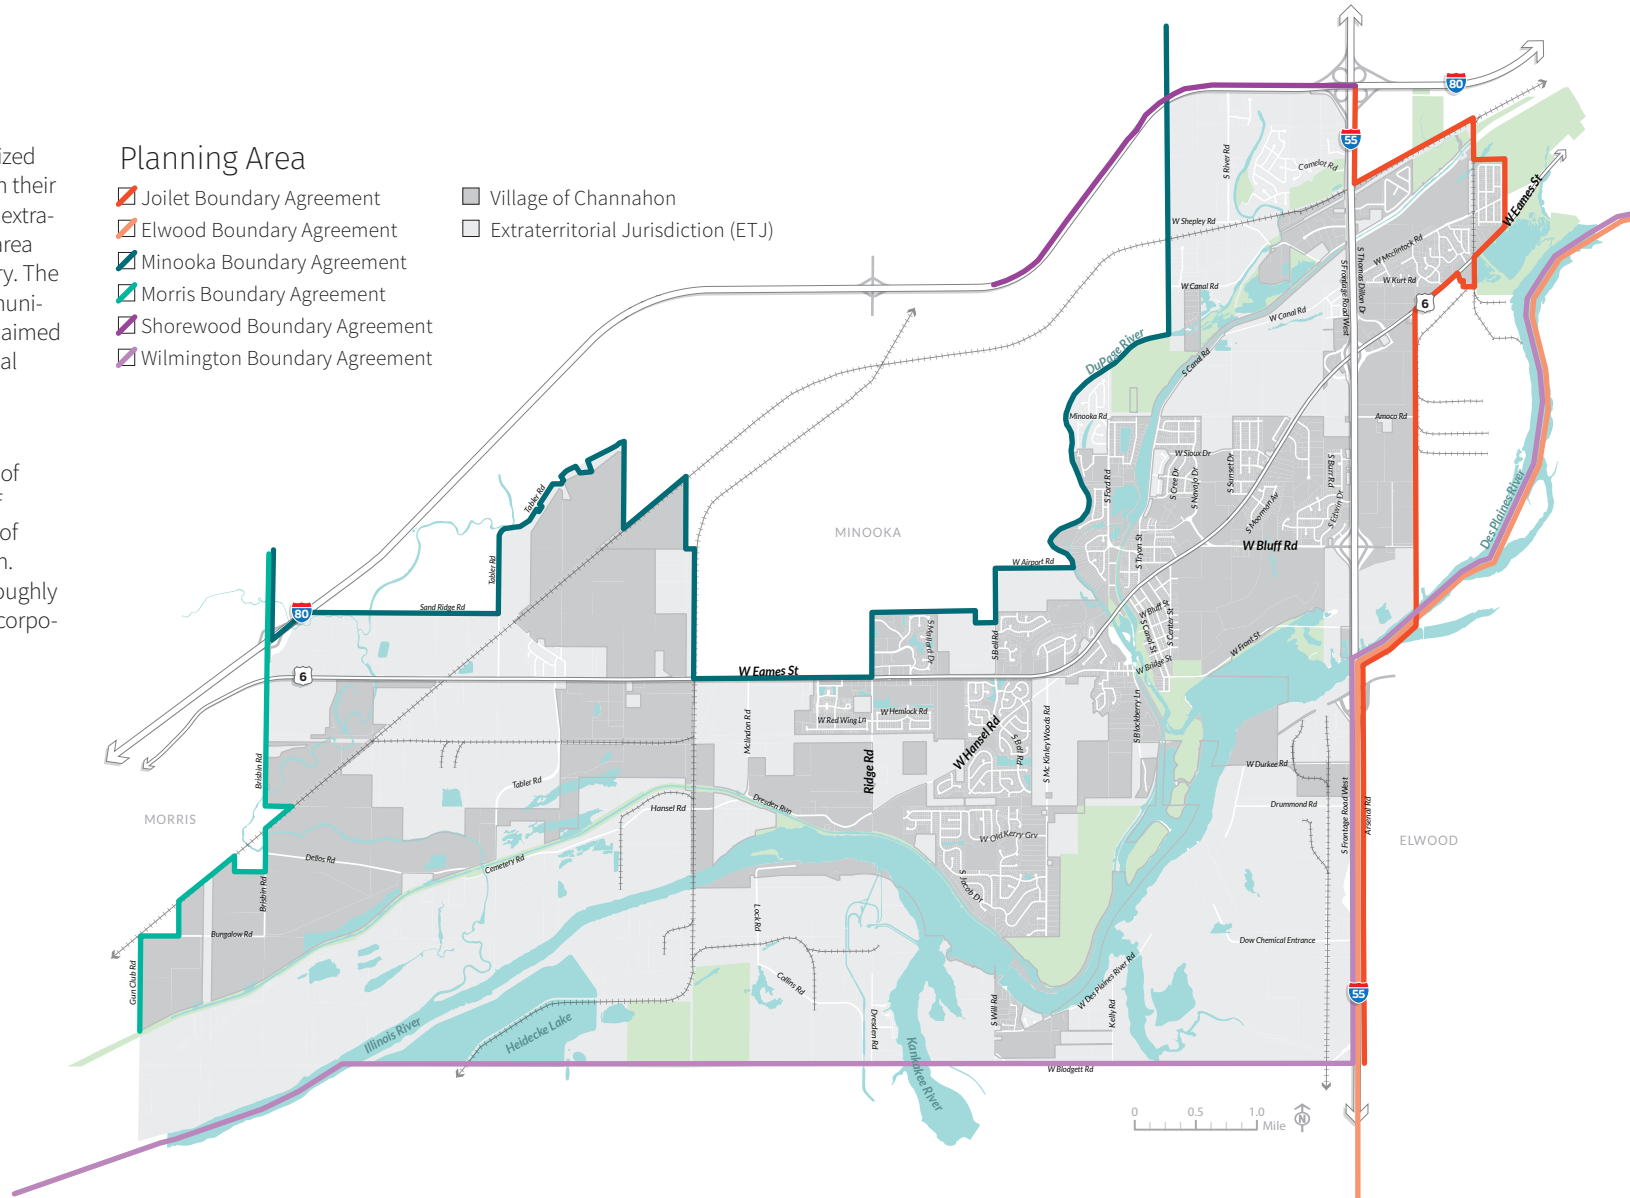 ized
n their
extra-
area
ry. The
muni-
laimed
al
of
f
of
n.
oughly
corpo-
Planning Area
Joilet Boundary Agreement
Elwood Boundary Agreement
Minooka Boundary Agreement
Morris Boundary Agreement
Shorewood Boundary Agreement
Wilmington Boundary Agreement
Village of Channahon
Extraterritorial Jurisdiction (ETJ)
80
55
S River Rd
Camelot Rd
W Eames St
W Shepley Rd
W Mcclintock Rd
S Thomas Dillon Dr
S Frontage Road West
W Kurt Rd
W Canal Rd
W Canal Rd
6
DuPage River
S Canal Rd
Minooka Rd
Amoco Rd
W Sioux Dr
S Ford Rd
S Cree Dr
S Navajo Dr
S Sunset Dr
S Burr Rd
S Edwin Dr
S Moorman Av
Des Plaines River
Tabler Rd
MINOOKA
W Bluff Rd
S Tryon St
W Airport Rd
Tabler Rd
80
Sand Ridge Rd
W Bluff St
S Canal St
S Center St
S Mallard Dr
S Bell Rd
W Front St
W Bridge St
6
W Eames St
S Blackberry Ln
W Red Wing Ln
W Hemlock Rd
Mclindon Rd
W Hansel Rd
S Bell Rd
S Mc Kinley Woods Rd
Ridge Rd
Brisbin Rd
Tabler Rd
W Durkee Rd
Hansel Rd
Dresden Run
Drummond Rd
S Frontage Road West
Arsenal Rd
MORRIS
ELWOOD
W Old Kerry Grv
Dellos Rd
Cemetery Rd
Brisbin Rd
S Jacob Dr
Lock Rd
Bungalow Rd
Dow Chemical Entrance
Gun Club Rd
Collins Rd
W Des Plaines River Rd
55
S Will Rd
Kelly Rd
Dresden Rd
Illinois River
Heidecke Lake
Kankakee River
W Blodgett Rd
0 0.5 1.0
Mile
N